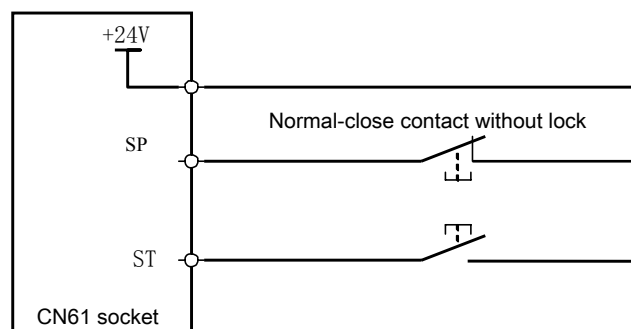 +24V
Normal-close contact without lock
SP
ST
CN61 socket